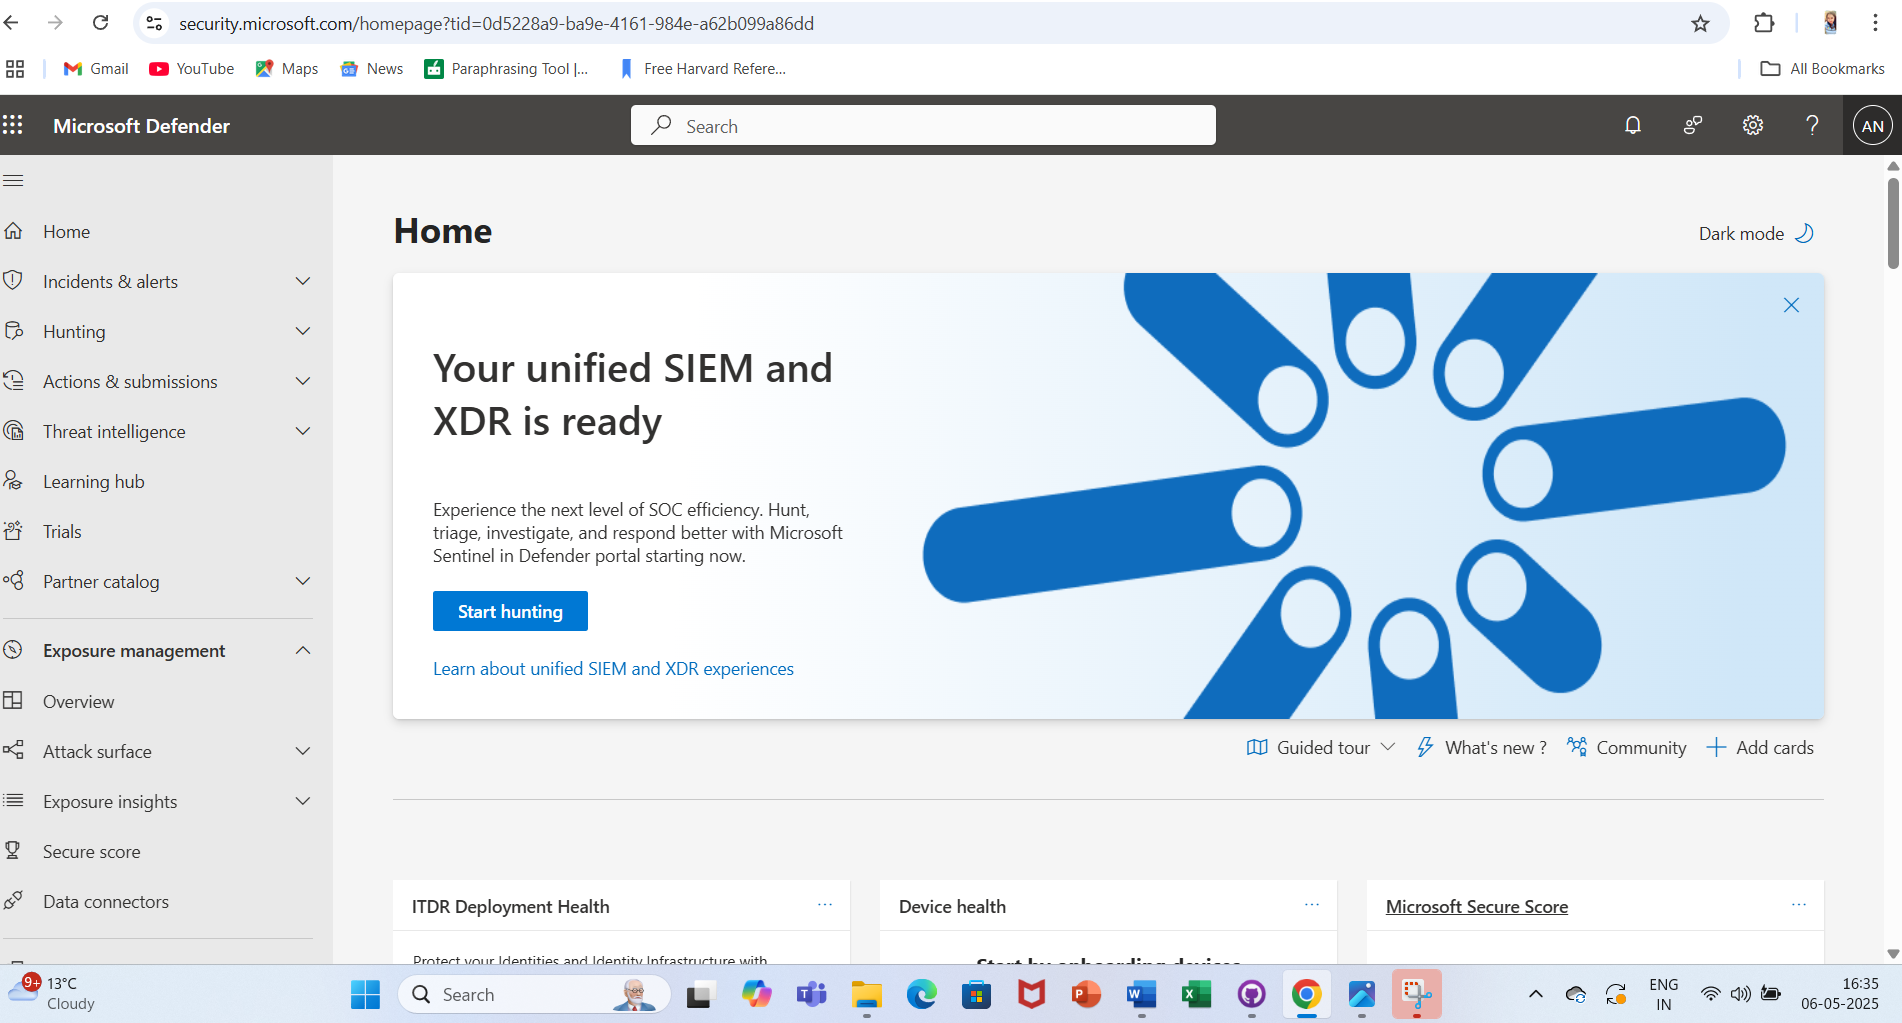 security.microsoft.com/homepage?tid=0d5228a9-ba9e-4161-984e-a62b099a86dd
Gmail
YouTube
Maps
News
Paraphrasing Tool |...
Free Harvard Refere...
All Bookmarks
Microsoft Defender
Search
AN
Home
Incidents & alerts
Hunting
Actions & submissions
Threat intelligence
Learning hub
Trials
Partner catalog
Exposure management
Overview
Attack surface
Exposure insights
Secure score
Data connectors
Home
Dark mode
Your unified SIEM and
XDR is ready
Experience the next level of SOC efficiency. Hunt,
triage, investigate, and respond better with Microsoft
Sentinel in Defender portal starting now.
Start hunting
Learn about unified SIEM and XDR experiences
Guided tour
What's new ?
Community
Add cards
ITDR Deployment Health
Device health
Microsoft Secure Score
Protect your Identities and Identity Infrastructure with
Start by onboarding devices
9+
13°C
Cloudy
Search
ENG
IN
16:35
06-05-2025